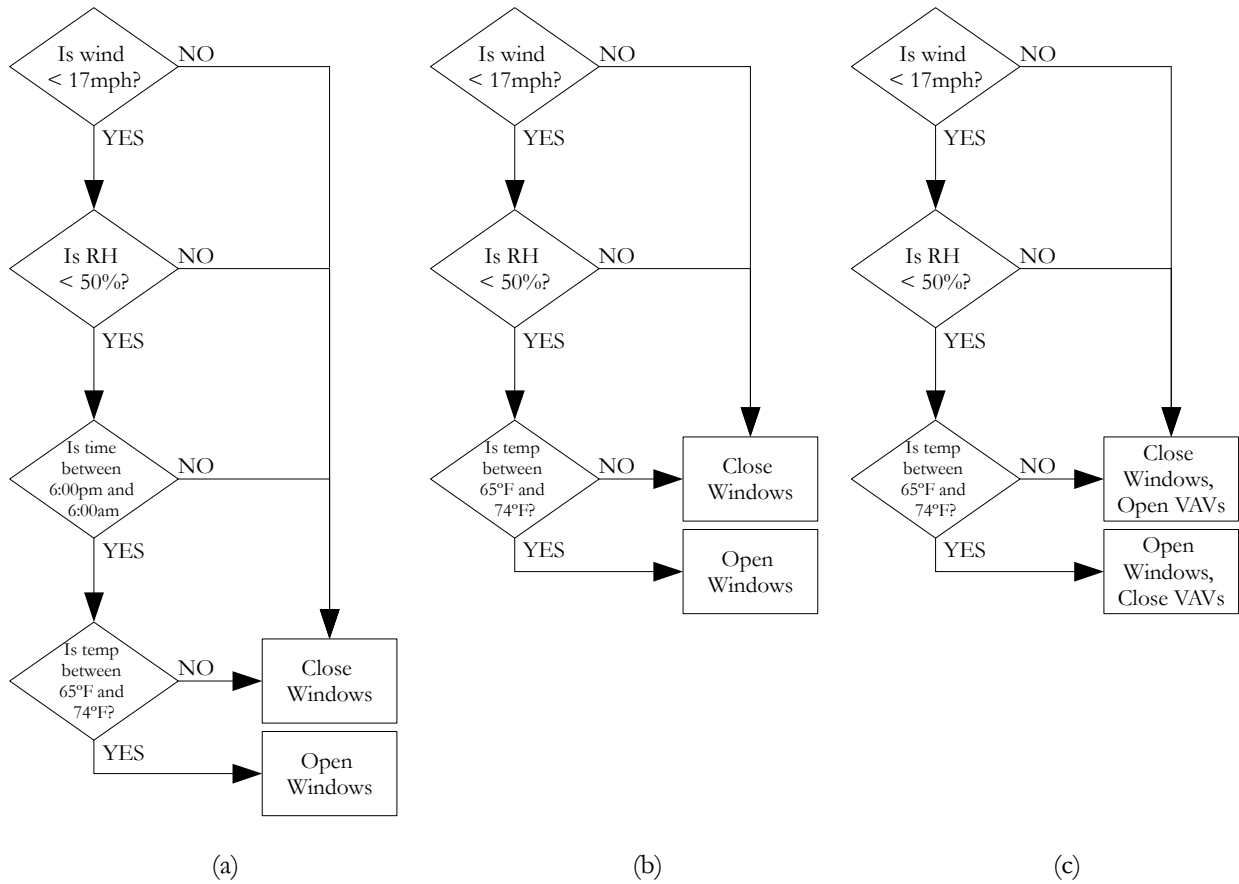 Is wind
< 17mph?
NO
YES
Is RH
< 50%?
NO
YES
Is time
between
6:00pm and
6:00am
NO
YES
Is temp
between
65ºF and
74ºF?
NO
YES
Close
Windows
Open
Windows
(a)
Is wind
< 17mph?
NO
YES
Is RH
< 50%?
NO
YES
Is temp
between
65ºF and
74ºF?
NO
YES
Close
Windows
Open
Windows
(b)
Is wind
< 17mph?
NO
YES
Is RH
< 50%?
NO
YES
Is temp
between
65ºF and
74ºF?
NO
YES
Close
Windows,
Open VAVs
Open
Windows,
Close VAVs
(c)